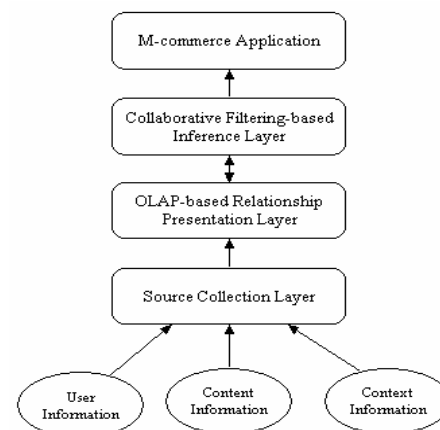 M-commerce Application
Collaborative Filtering-based
Inference Layer
OLAP-based Relationship
Presentation Layer
Source Collection Layer
User
Information
Content
Information
Context
Information